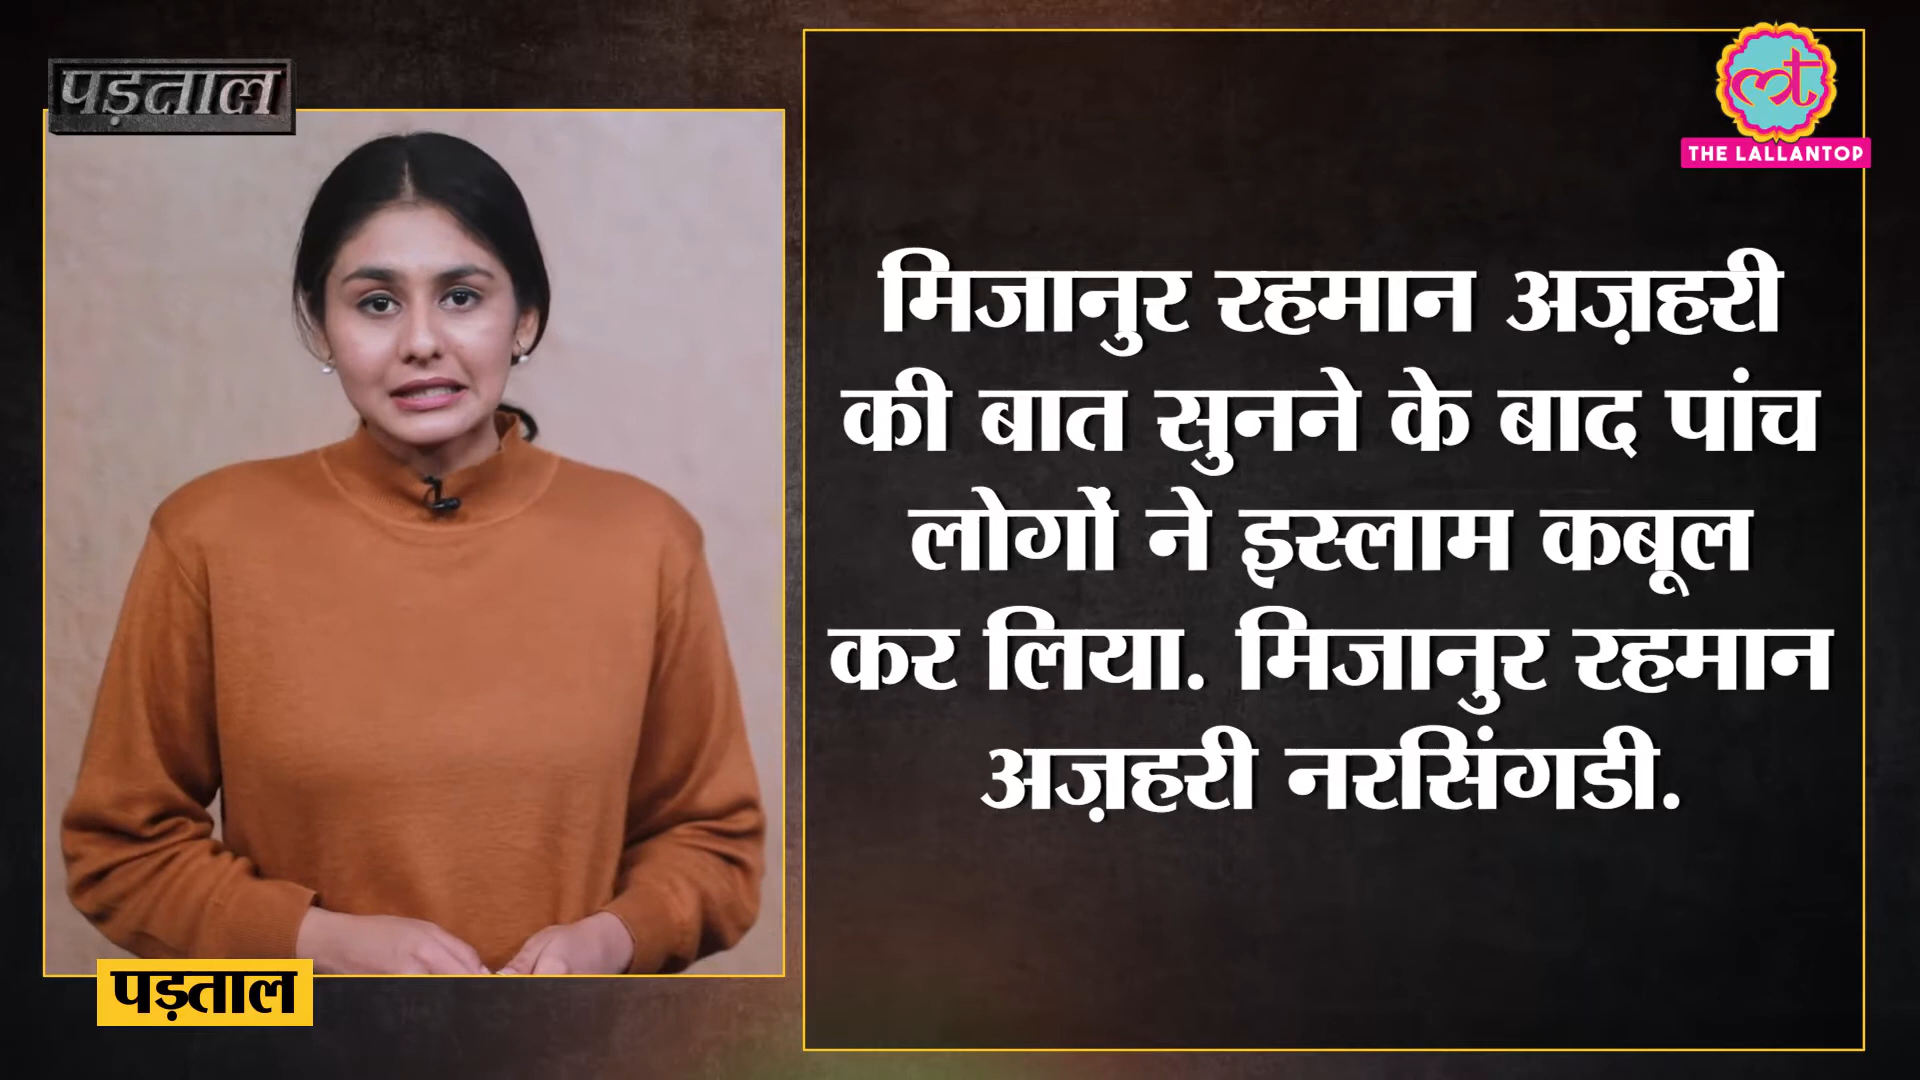 पड़ताल
THE LALLANTOP
मिजानुर रहमान अज़हरी
की बात सुनने के बाद पांच
लोगों ने इस्लाम कबूल
कर लिया. मिजानुर रहमान
अज़हरी नरसिंगडी.
पड़ताल